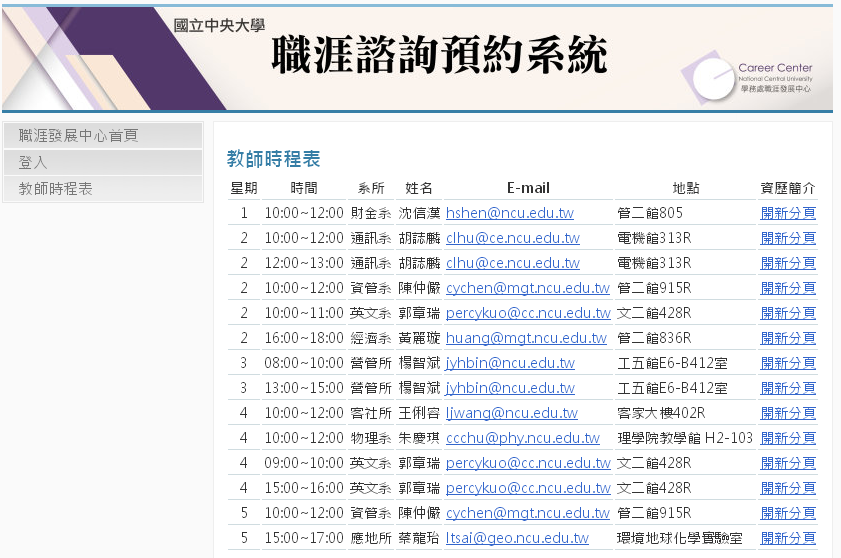 國立中央大學
職涯諮詢預約系統
Career Center
National Central University
學務處職涯發展中心
職涯發展中心首頁
登入
教師時程表
教師時程表
星期 時間 系所 姓名 E-mail 地點 資歷簡介
1 10:00~12:00 財金系 沈信漢 hshen@ncu.edu.tw 管二館805 開新分頁
2 10:00~12:00 通訊系 胡誌麟 clhu@ce.ncu.edu.tw 電機館313R 開新分頁
2 12:00~13:00 通訊系 胡誌麟 clhu@ce.ncu.edu.tw 電機館313R 開新分頁
2 10:00~12:00 資管系 陳仲儼 cychen@mgt.ncu.edu.tw 管二館915R 開新分頁
2 10:00~11:00 英文系 郭章瑞 percykuo@cc.ncu.edu.tw 文二館428R 開新分頁
2 16:00~18:00 經濟系 黃麗璇 huang@mgt.ncu.edu.tw 管二館836R 開新分頁
3 08:00~10:00 營管所 楊智斌 jyhbin@ncu.edu.tw 工五館E6-B412室 開新分頁
3 13:00~15:00 營管所 楊智斌 jyhbin@ncu.edu.tw 工五館E6-B412室 開新分頁
4 10:00~12:00 客社所 王俐容 ljwang@ncu.edu.tw 客家大樓402R 開新分頁
4 10:00~12:00 物理系 朱慶琪 ccchu@phy.ncu.edu.tw 理學院教學館 H2-103 開新分頁
4 09:00~10:00 英文系 郭章瑞 percykuo@cc.ncu.edu.tw 文二館428R 開新分頁
4 15:00~16:00 英文系 郭章瑞 percykuo@cc.ncu.edu.tw 文二館428R 開新分頁
5 10:00~12:00 資管系 陳仲儼 cychen@mgt.ncu.edu.tw 管二館915R 開新分頁
5 15:00~17:00 應地所 蔡龍珆 ltsai@geo.ncu.edu.tw 環境地球化學實驗室 開新分頁